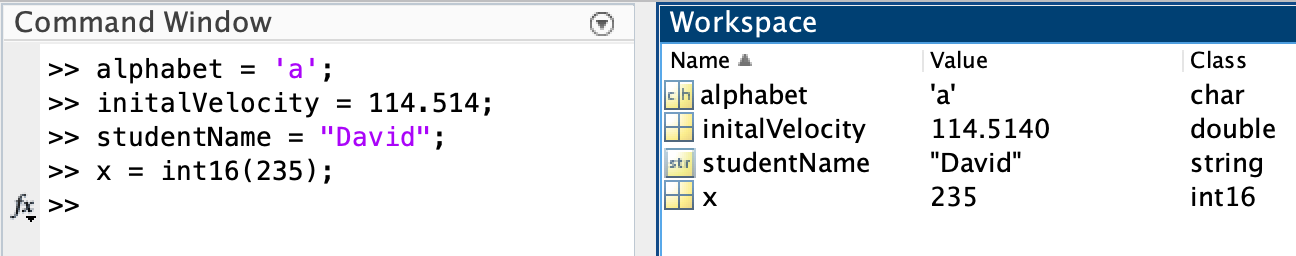 Command Window
>> alphabet = 'a';
>> initalVelocity = 114.514;
>> studentName = "David";
>> x = int16(235);
fx >>
Workspace
Name Value Class
ch alphabet 'a' char
initalVelocity 114.5140 double
str studentName "David" string
x 235 int16